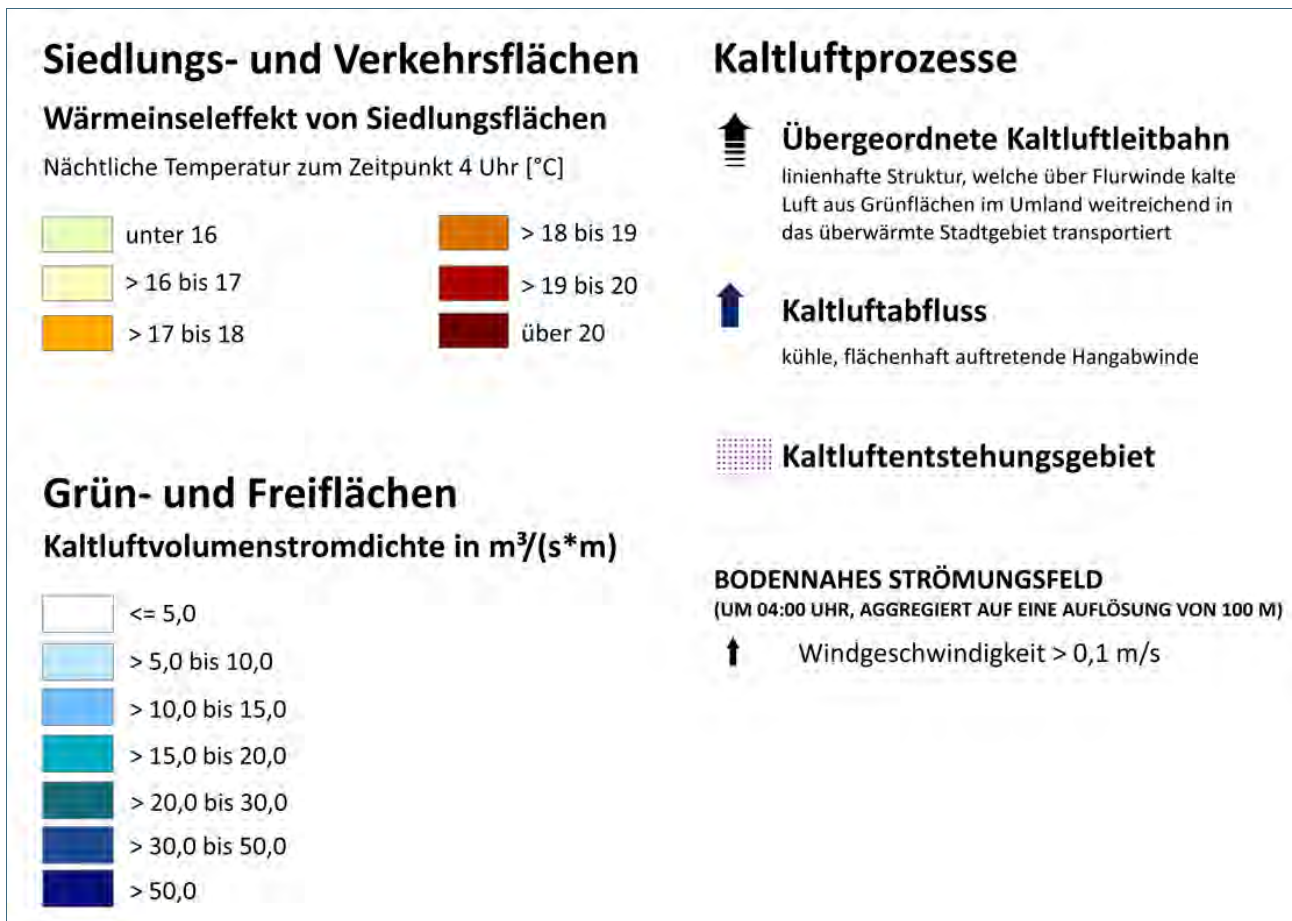 Siedlungs- und Verkehrsflächen
Wärmeinseleffekt von Siedlungsflächen
Nächtliche Temperatur zum Zeitpunkt 4 Uhr [°C]
unter 16
> 16 bis 17
> 17 bis 18
> 18 bis 19
> 19 bis 20
über 20
Grün- und Freiflächen
Kaltluftvolumenstromdichte in m³/(s*m)
<= 5,0
> 5,0 bis 10,0
> 10,0 bis 15,0
> 15,0 bis 20,0
> 20,0 bis 30,0
> 30,0 bis 50,0
> 50,0
Kaltluftprozesse
Übergeordnete Kaltluftleitbahn
linienhafte Struktur, welche über Flurwinde kalte
Luft aus Grünflächen im Umland weitreichend in
das überwärmte Stadtgebiet transportiert
Kaltluftabfluss
kühle, flächenhaft auftretende Hangabwinde
Kaltluftentstehungsgebiet
BODENNAHES STRÖMUNGSFELD
(UM 04:00 UHR, AGGREGIERT AUF EINE AUFLÖSUNG VON 100 M)
Windgeschwindigkeit > 0,1 m/s